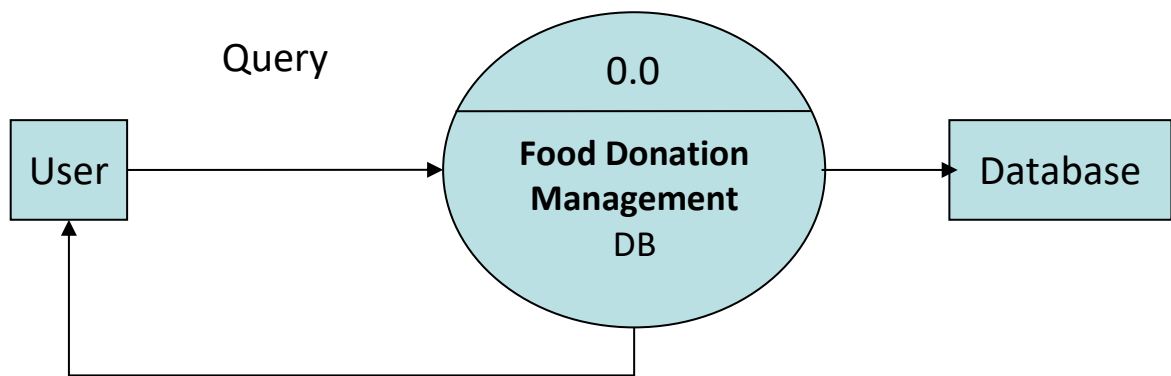 Query
0.0
User
Food Donation
Management
DB
Database